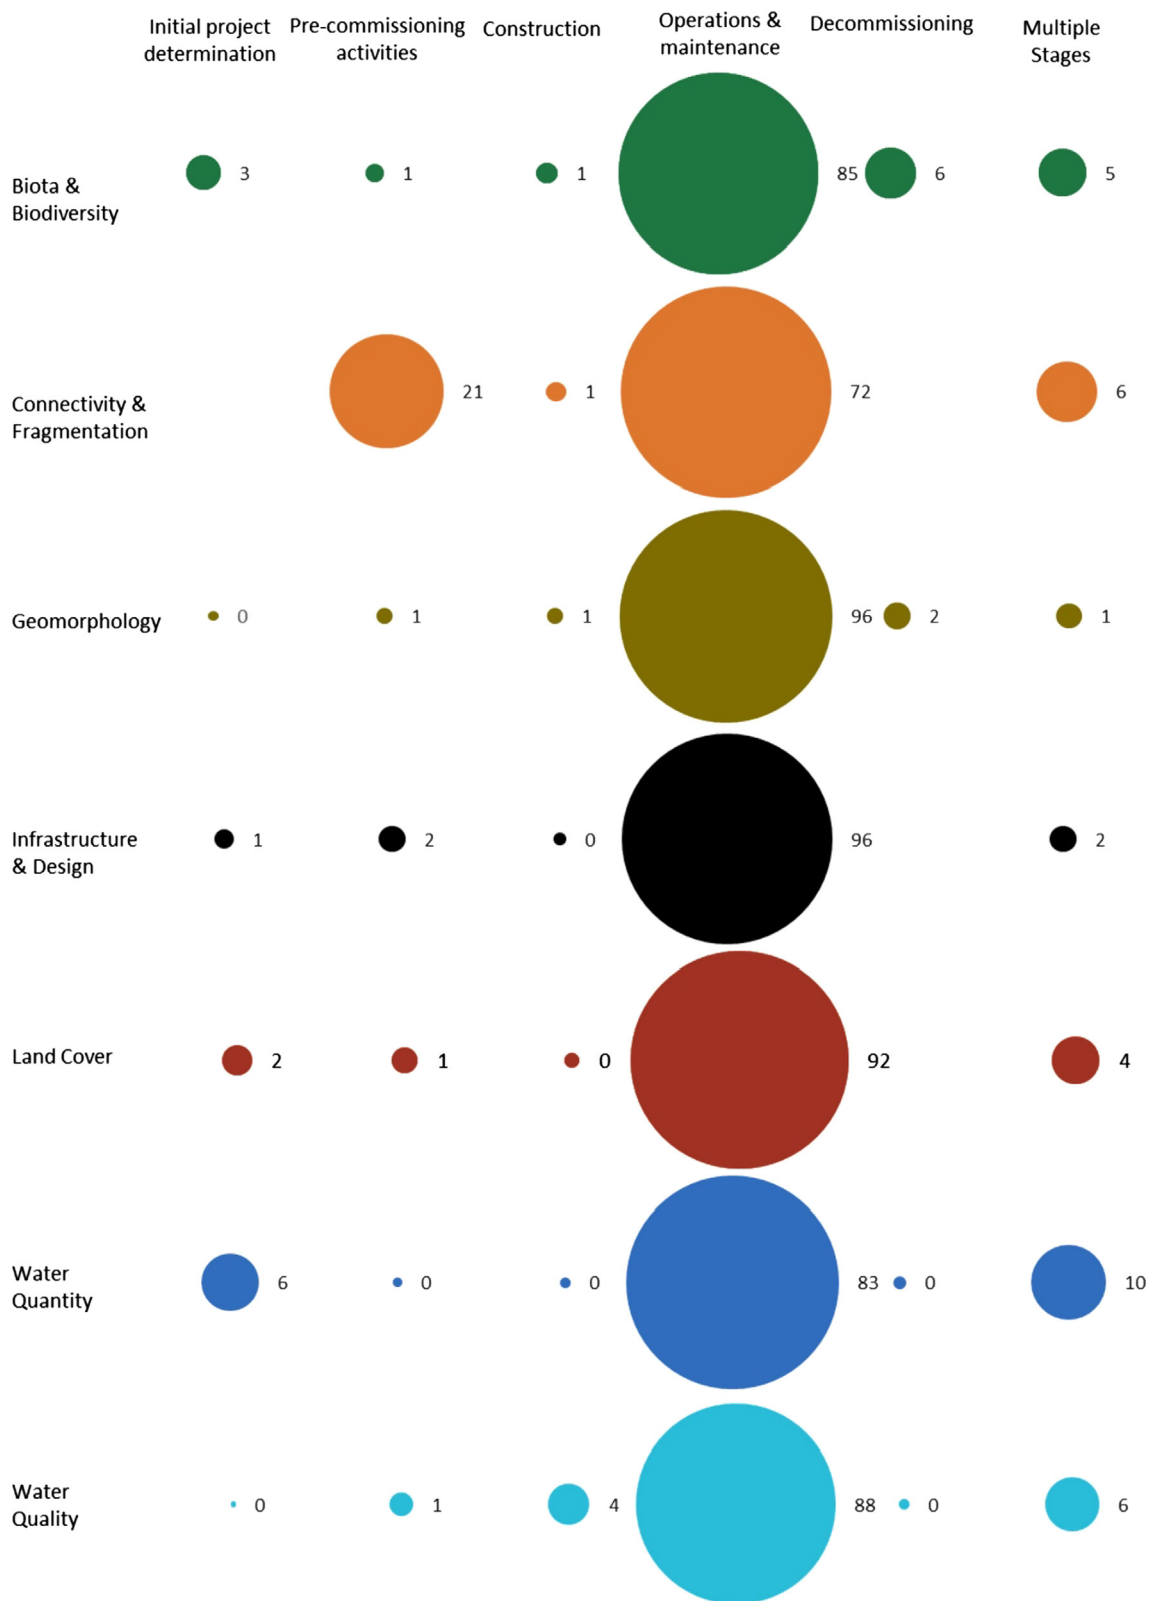 Initial project
determination
Pre-commissioning
activities
Construction
Operations &
maintenance
Decommissioning
Multiple
Stages
Biota &
Biodiversity
3 1 1 85 6 5
Connectivity &
Fragmentation
21 1 72 6
Geomorphology 0 1 1 96 2 1
Infrastructure
& Design
1 2 0 96 2
Land Cover 2 1 0 92 4
Water
Quantity
6 0 0 83 0 10
Water
Quality
0 1 4 88 0 6